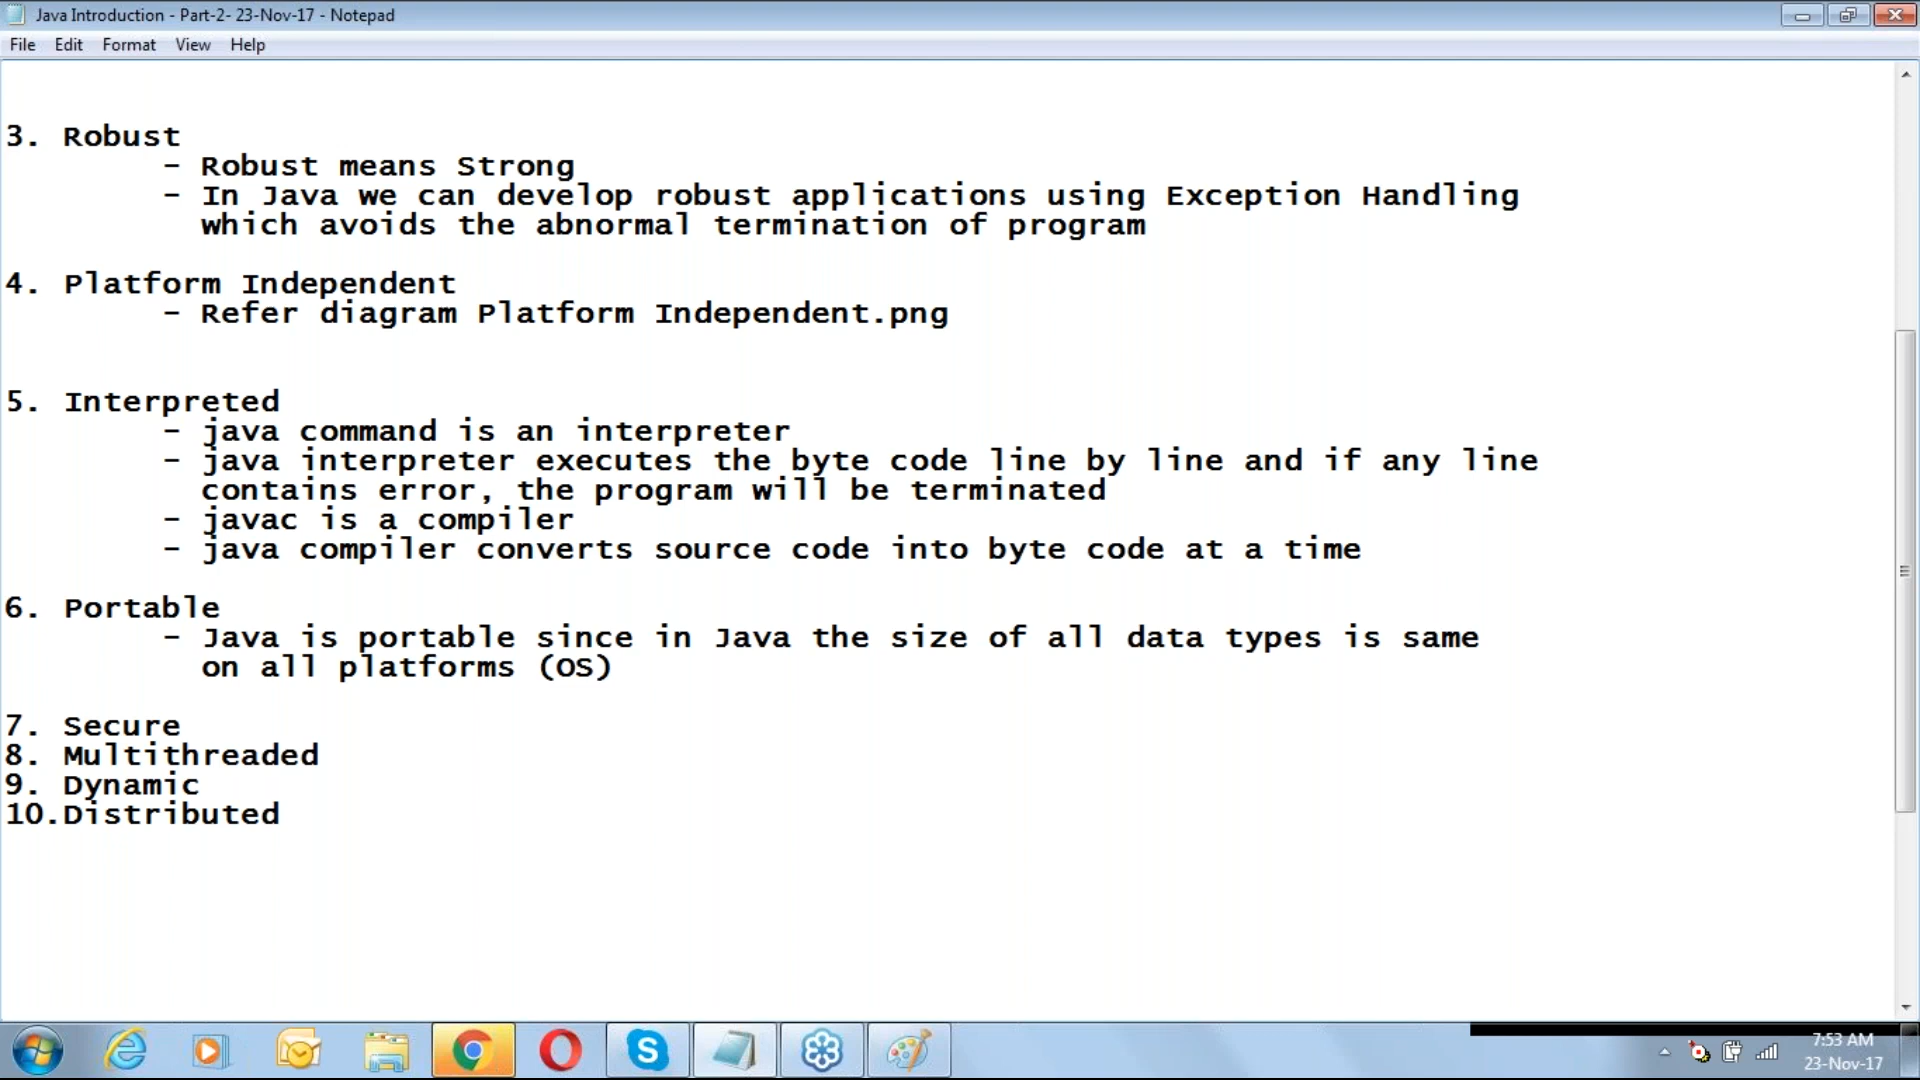 Java Introduction - Part-2- 23-Nov-17 - Notepad
File Edit Format View Help
3. Robust
- Robust means Strong
- In Java we can develop robust applications using Exception Handling
which avoids the abnormal termination of program
4. Platform Independent
- Refer diagram Platform Independent.png
5. Interpreted
- java command is an interpreter
- java interpreter executes the byte code line by line and if any line
contains error, the program will be terminated
- javac is a compiler
- java compiler converts source code into byte code at a time
6. Portable
- Java is portable since in Java the size of all data types is same
on all platforms (OS)
7. Secure
8. Multithreaded
9. Dynamic
10.Distributed
7:53 AM
23-Nov-17